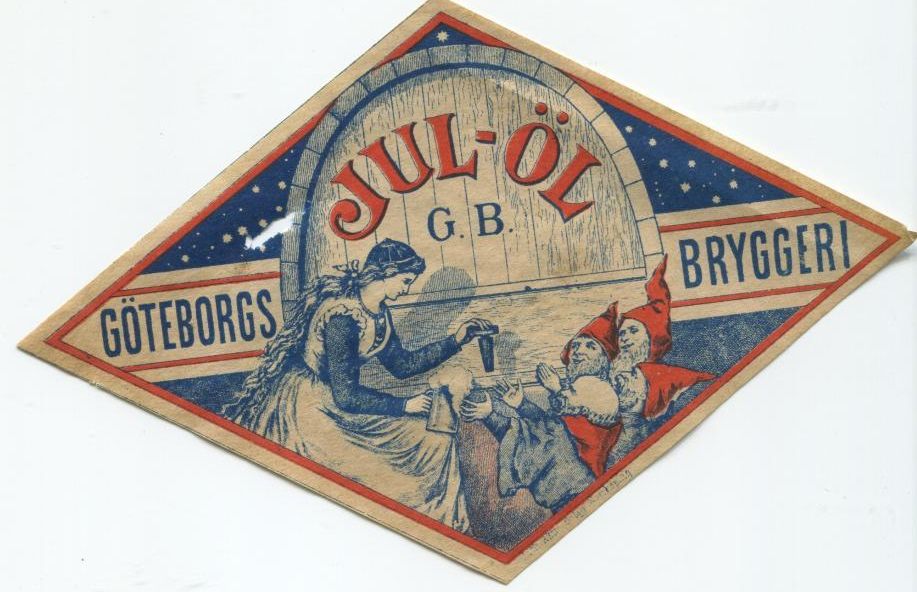 JUL-ÖL
G.B.
GÖTEBORGS
BRYGGERI